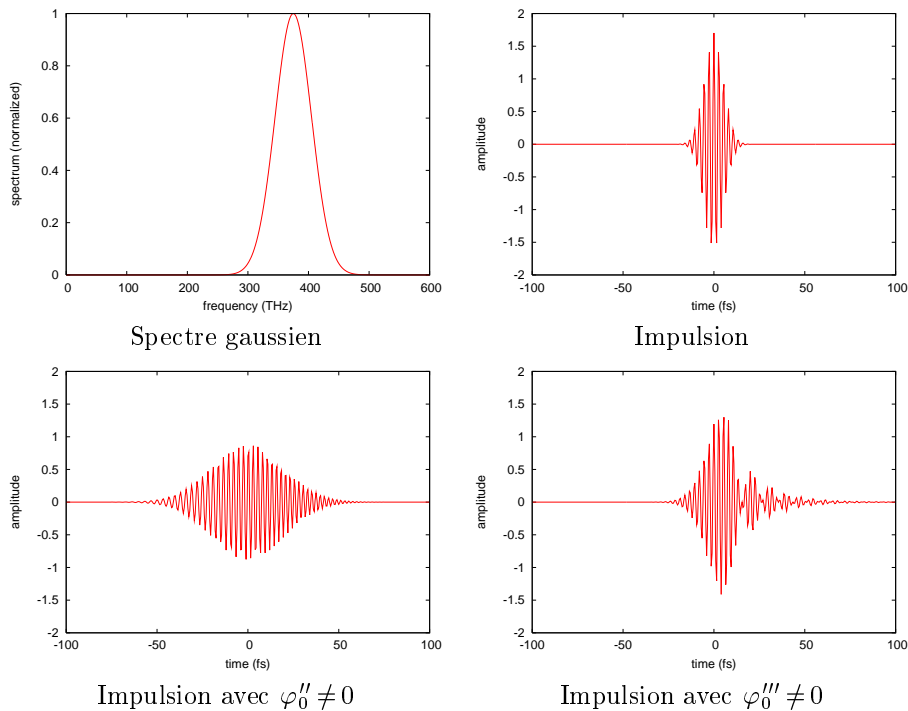 spectrum (normalized)
1
0.8
0.6
0.4
0.2
0
0 100 200 300 400 500 600
frequency (THz)
Spectre gaussien
amplitude
2
1.5
1
0.5
0
-0.5
-1
-1.5
-2
-100 -50 0 50 100
time (fs)
Impulsion
amplitude
2
1.5
1
0.5
0
-0.5
-1
-1.5
-2
-100 -50 0 50 100
time (fs)
Impulsion avec φ₀″ ≠ 0
amplitude
2
1.5
1
0.5
0
-0.5
-1
-1.5
-2
-100 -50 0 50 100
time (fs)
Impulsion avec φ₀‴ ≠ 0